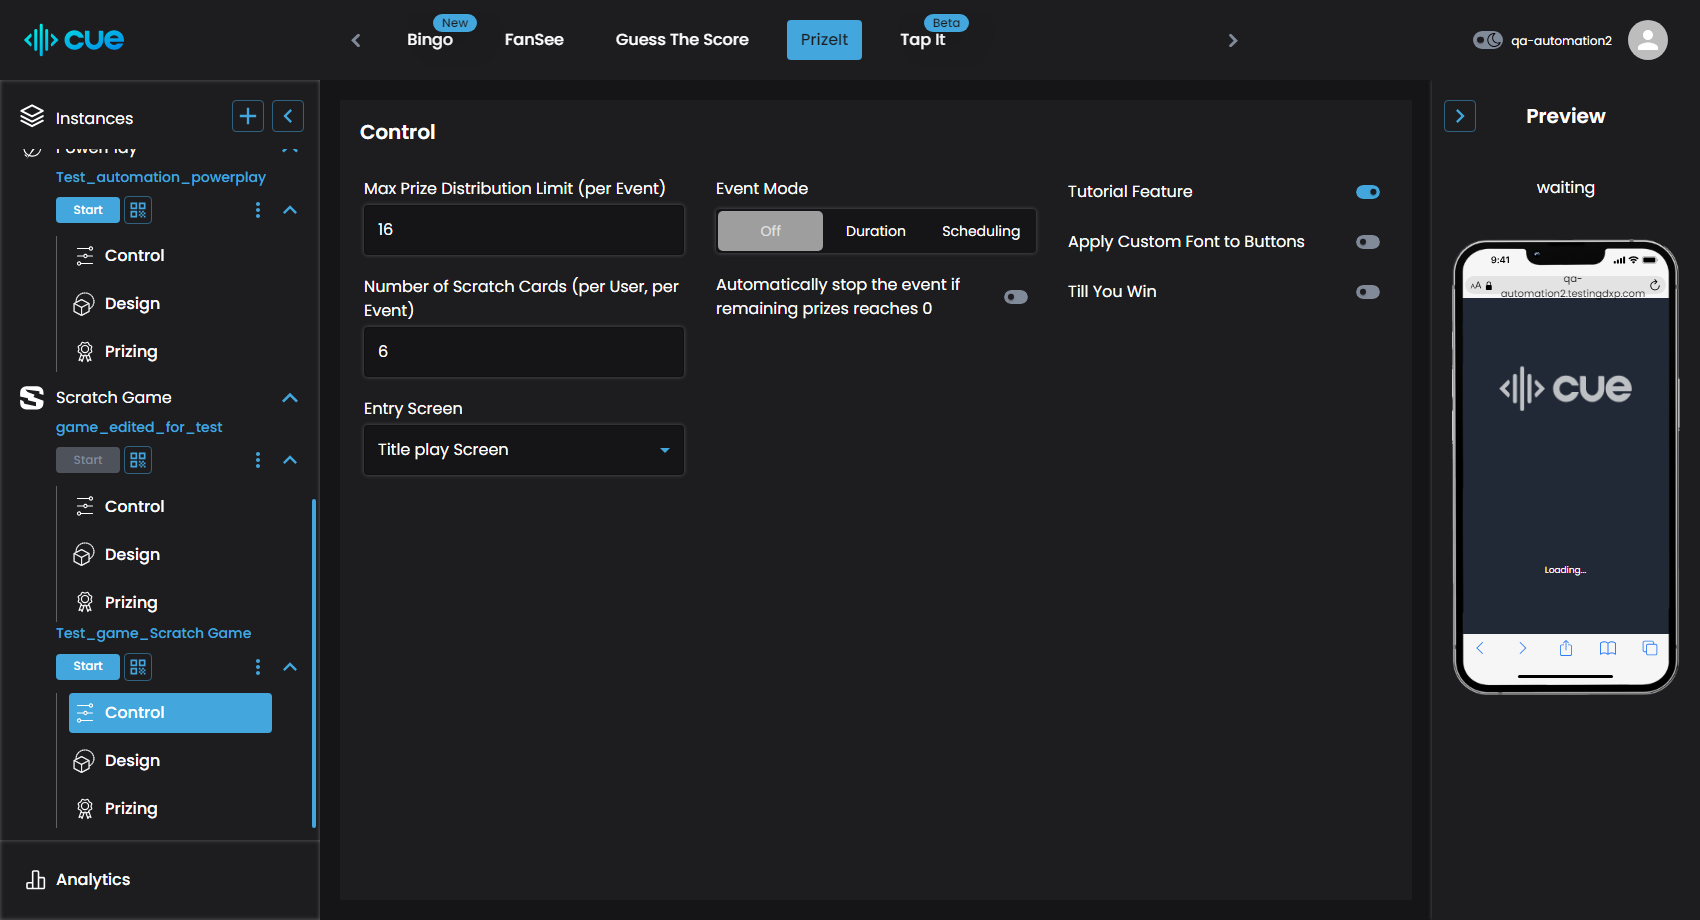 cue
Bingo
New
FanSee
Guess The Score
PrizeIt
Tap It
Beta
qa-automation2
Instances
PowerPlay
Test_automation_powerplay
Start
Control
Design
Prizing
Scratch Game
game_edited_for_test
Start
Control
Design
Prizing
Test_game_Scratch Game
Start
Control
Design
Prizing
Analytics
Control
Max Prize Distribution Limit (per Event)
16
Number of Scratch Cards (per User, per
Event)
6
Entry Screen
Title play Screen
Event Mode
Off
Duration
Scheduling
Automatically stop the event if
remaining prizes reaches 0
Tutorial Feature
Apply Custom Font to Buttons
Till You Win
Preview
waiting
9:41
AA
qa-
automation2.testingdxp.com
cue
Loading...